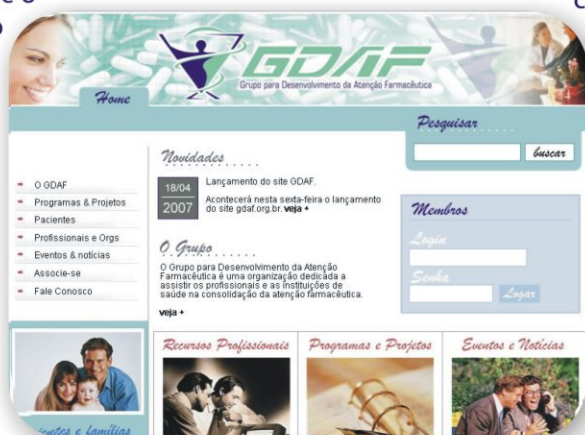 GDAF
Grupo para Desenvolvimento da Atenção Farmacêutica
Home
Pesquisar
buscar
O GDAF
Programas & Projetos
Pacientes
Profissionais e Orgs
Eventos & notícias
Associe-se
Fale Conosco
Novidades
18/04
2007
Lançamento do site GDAF.
Acontecerá nesta sexta-feira o lançamento
do site gdaf.org.br. veja +
O Grupo
O Grupo para Desenvolvimento da Atenção
Farmacêutica é uma organização dedicada a
assistir os profissionais e as instituições de
saúde na consolidação da atenção farmacêutica.
veja +
Membros
Login
Senha
Logar
Recursos Profissionais
Programas e Projetos
Eventos e Notícias
e famílias